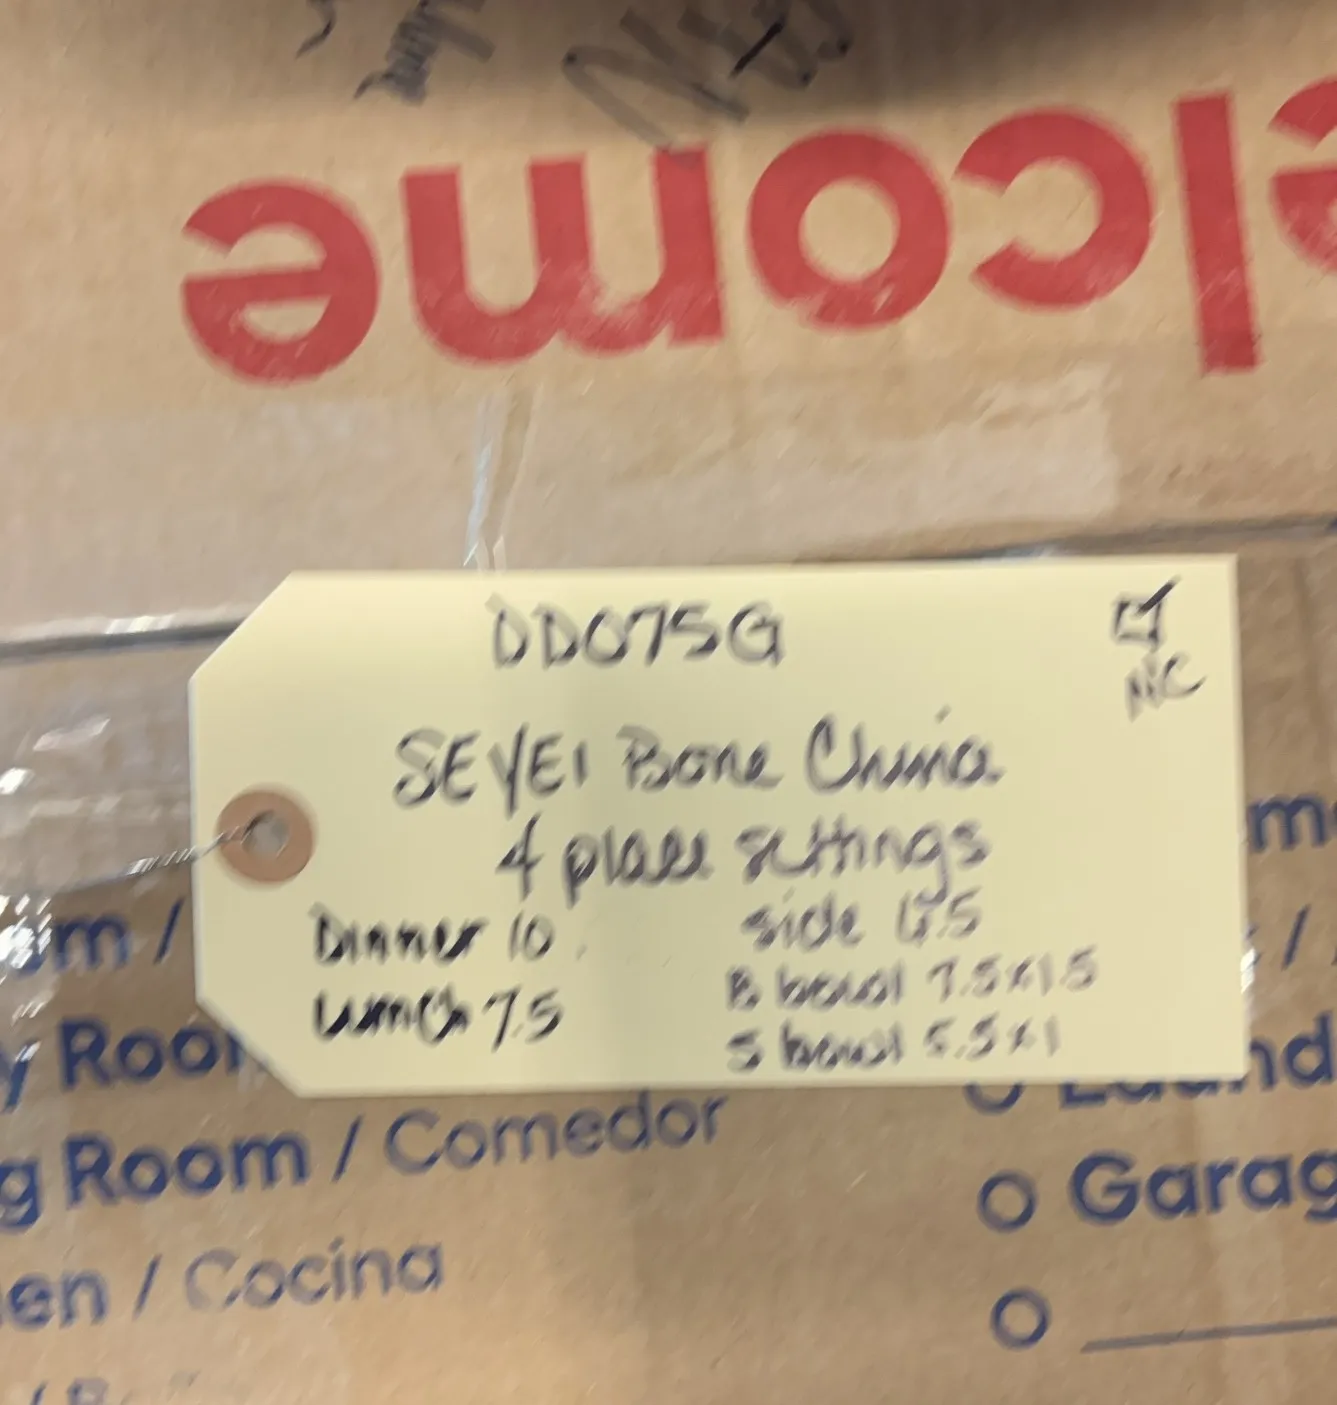 elcome
DD075G
NC
SEYEI Bone China
4 place settings
Dinner 10
side 6.5
Lunch 7.5
B bowl 7.5x1.5
S bowl 5.5x1
om /
y Room
g Room / Comedor
en / Cocina
Garag